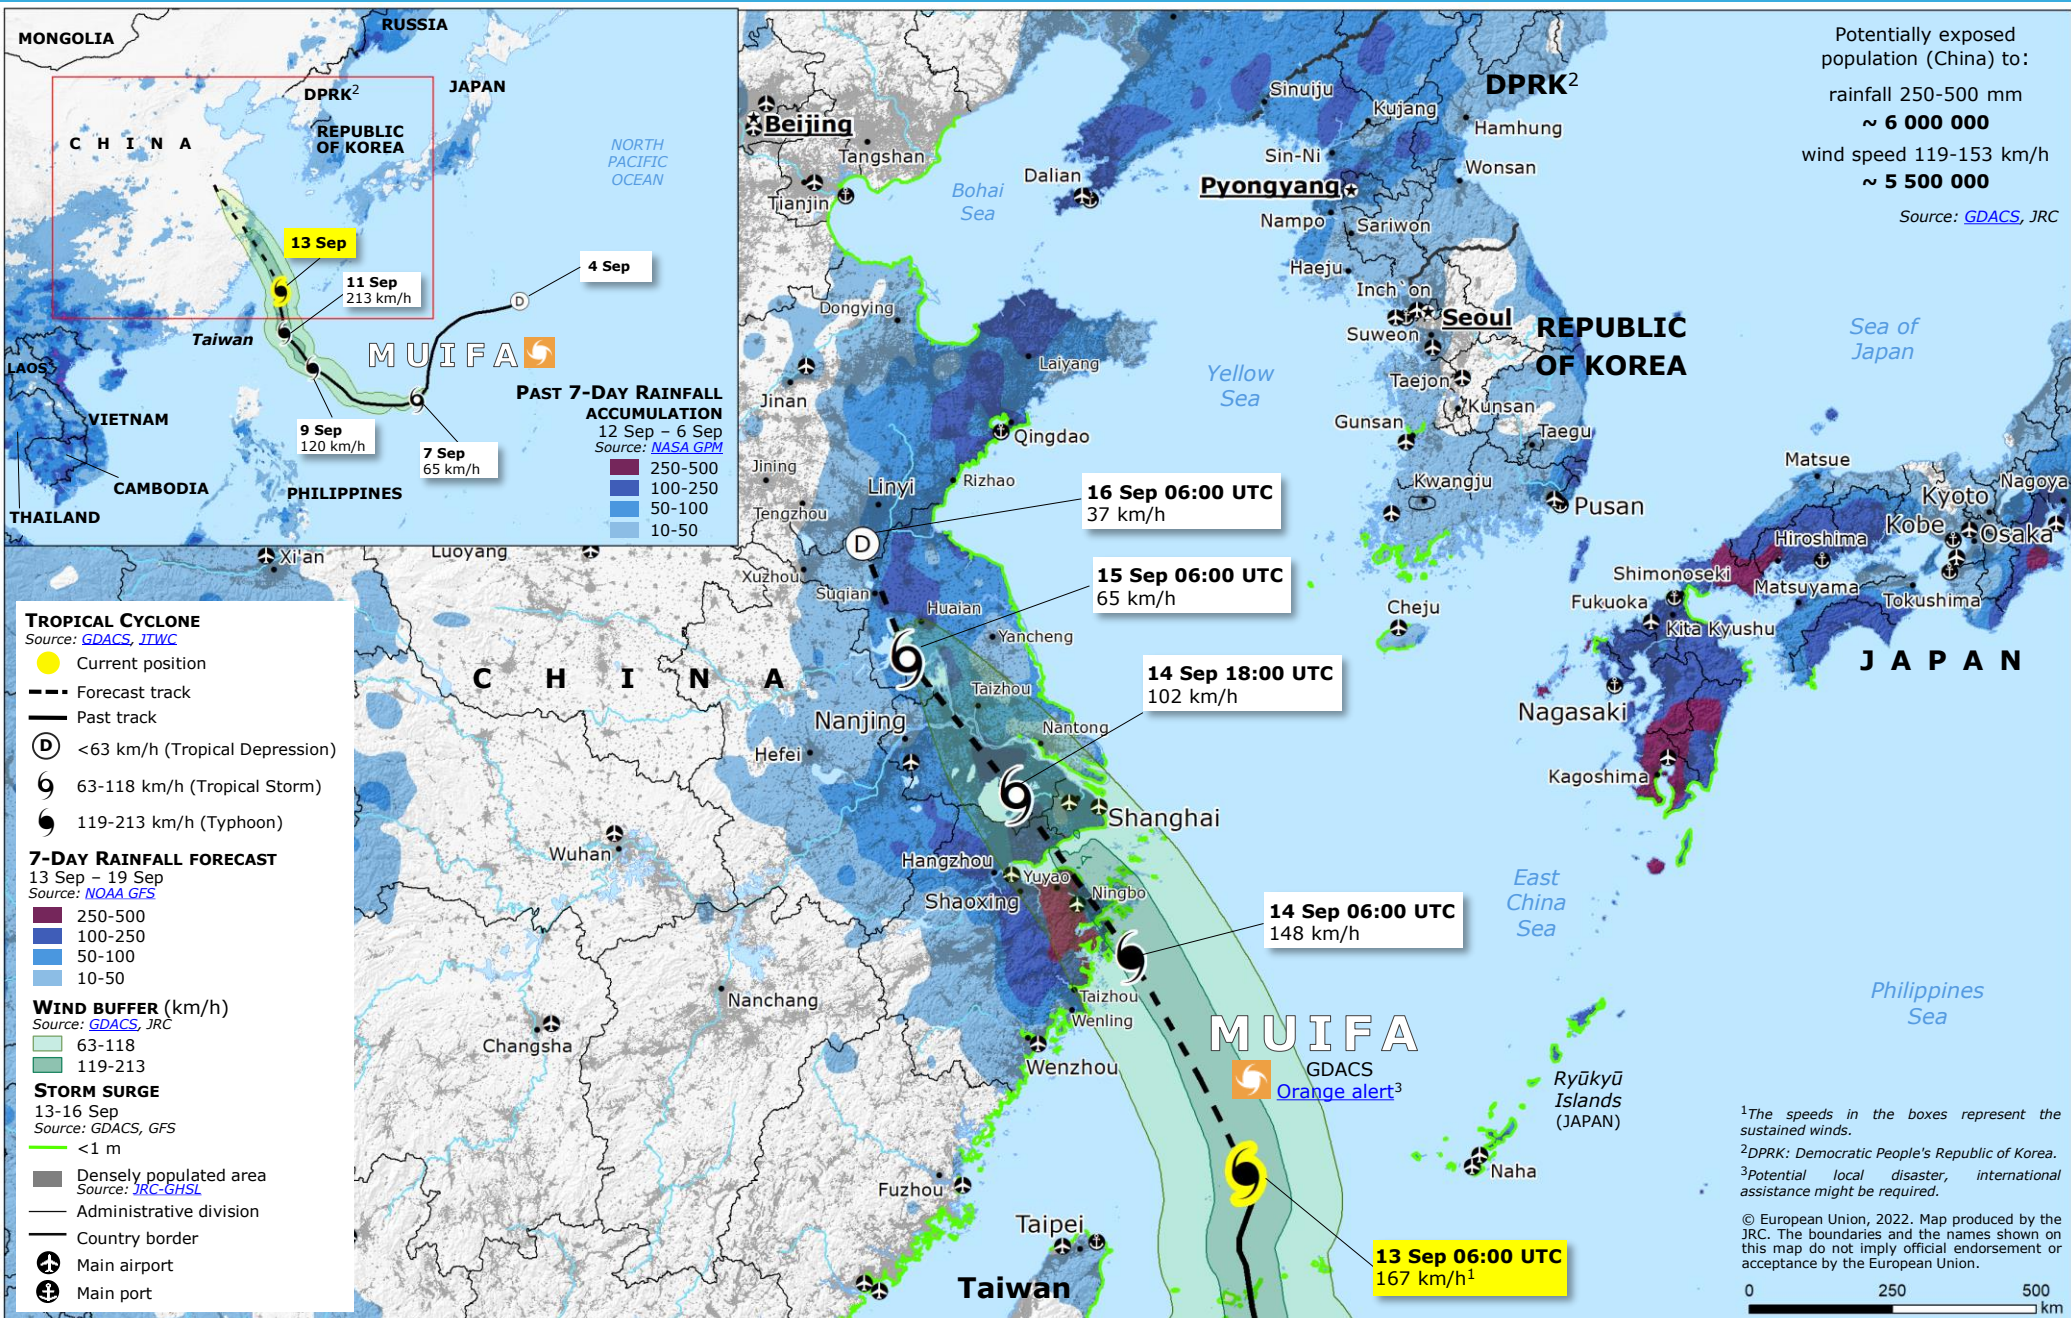 MONGOLIA
RUSSIA
DPRK2
JAPAN
REPUBLIC
OF KOREA
C H I N A
NORTH
PACIFIC
OCEAN
13 Sep
11 Sep
213 km/h
4 Sep
D
Taiwan
MUIFA
LAOS
VIETNAM
9 Sep
120 km/h
7 Sep
65 km/h
CAMBODIA
PHILIPPINES
THAILAND
PAST 7-DAY RAINFALL
ACCUMULATION
12 Sep – 6 Sep
Source: NASA GPM
250-500
100-250
50-100
10-50
Potentially exposed
population (China) to:
rainfall 250-500 mm
~ 6 000 000
wind speed 119-153 km/h
~ 5 500 000
Source: GDACS, JRC
Beijing
Tangshan
Tianjin
Bohai
Sea
Dalian
Sinuiju
Kujang
DPRK2
Hamhung
Sin-Ni
Wonsan
Pyongyang
Nampo
Sariwon
Haeju
Inch`on
Seoul
Suweon
REPUBLIC
OF KOREA
Taejon
Kunsan
Gunsan
Taegu
Kwangju
Pusan
Cheju
Dongying
Laiyang
Jinan
Qingdao
Yellow
Sea
Sea of
Japan
Jining
Linyi
Rizhao
Tengzhou
Xuzhou
Suqian
Huaian
Yancheng
Luoyang
Xi'an
D
16 Sep 06:00 UTC
37 km/h
15 Sep 06:00 UTC
65 km/h
14 Sep 18:00 UTC
102 km/h
14 Sep 06:00 UTC
148 km/h
13 Sep 06:00 UTC
167 km/h1
Matsue
Kyoto
Nagoya
Kobe
Osaka
Hiroshima
Shimonoseki
Matsuyama
Tokushima
Fukuoka
Kita Kyushu
J A P A N
Nagasaki
Kagoshima
C H I N A
Taizhou
Nanjing
Nantong
Hefei
Shanghai
Wuhan
Hangzhou
Yuyao
Ningbo
Shaoxing
East
China
Sea
Nanchang
Taizhou
Wenling
Changsha
Wenzhou
MUIFA
GDACS
Orange alert3
Philippines
Sea
Ryūkyū
Islands
(JAPAN)
Naha
Fuzhou
Taipei
Taiwan
TROPICAL CYCLONE
Source: GDACS, JTWC
Current position
Forecast track
Past track
D <63 km/h (Tropical Depression)
63-118 km/h (Tropical Storm)
119-213 km/h (Typhoon)
7-DAY RAINFALL FORECAST
13 Sep – 19 Sep
Source: NOAA GFS
250-500
100-250
50-100
10-50
WIND BUFFER (km/h)
Source: GDACS, JRC
63-118
119-213
STORM SURGE
13-16 Sep
Source: GDACS, GFS
<1 m
Densely populated area
Source: JRC-GHSL
Administrative division
Country border
Main airport
Main port
1The speeds in the boxes represent the
sustained winds.
2DPRK: Democratic People's Republic of Korea.
3Potential local disaster, international
assistance might be required.
© European Union, 2022. Map produced by the
JRC. The boundaries and the names shown on
this map do not imply official endorsement or
acceptance by the European Union.
0 250 500
km